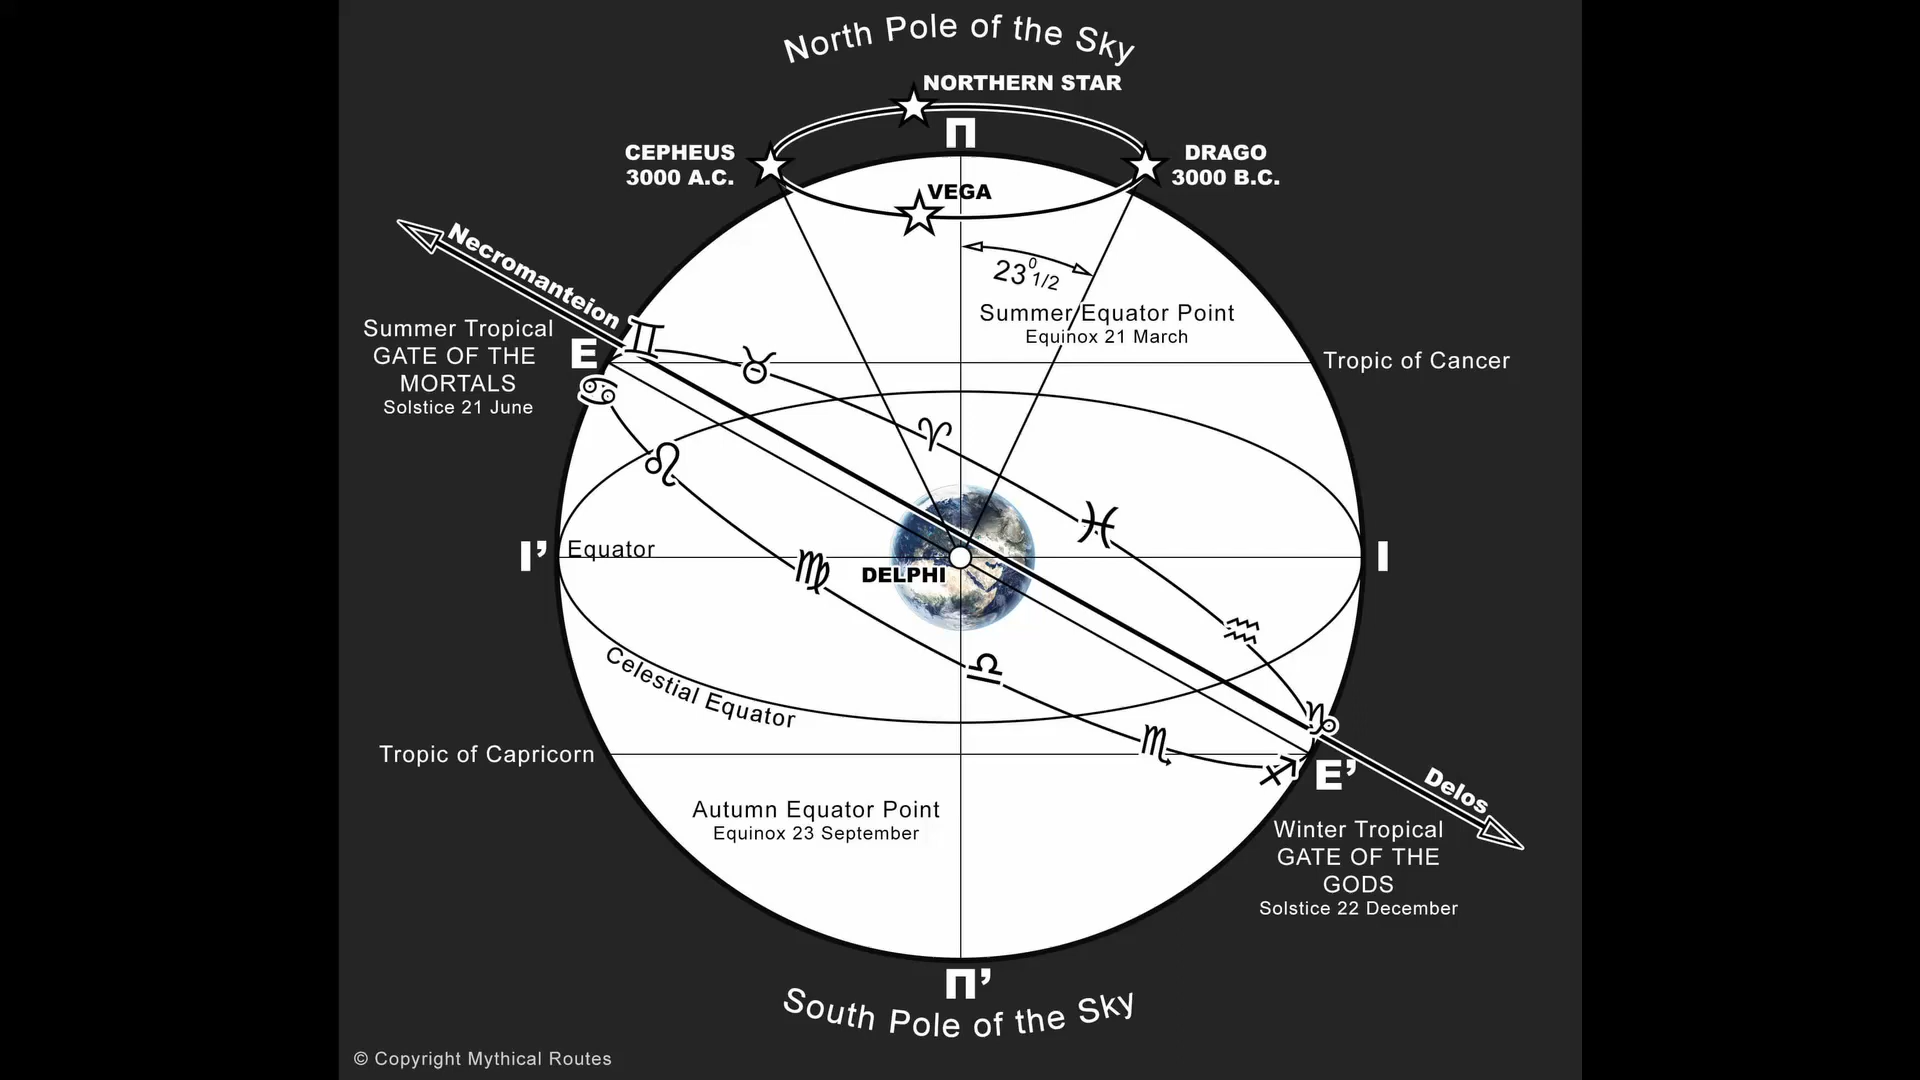 North Pole of the Sky
NORTHERN STAR
Π
CEPHEUS
3000 A.C.
DRAGO
3000 B.C.
VEGA
Necromanteion
23 0 1/2
Summer Equator Point
Equinox 21 March
Summer Tropical
GATE OF THE
MORTALS
Solstice 21 June
E
♊
♉
Tropic of Cancer
♋
♈
♌
♓
I’
Equator
I
♍
DELPHI
♒
♎
Celestial Equator
♑
♏
Tropic of Capricorn
♐
E’
Delos
Autumn Equator Point
Equinox 23 September
Winter Tropical
GATE OF THE
GODS
Solstice 22 December
Π’
South Pole of the Sky
© Copyright Mythical Routes